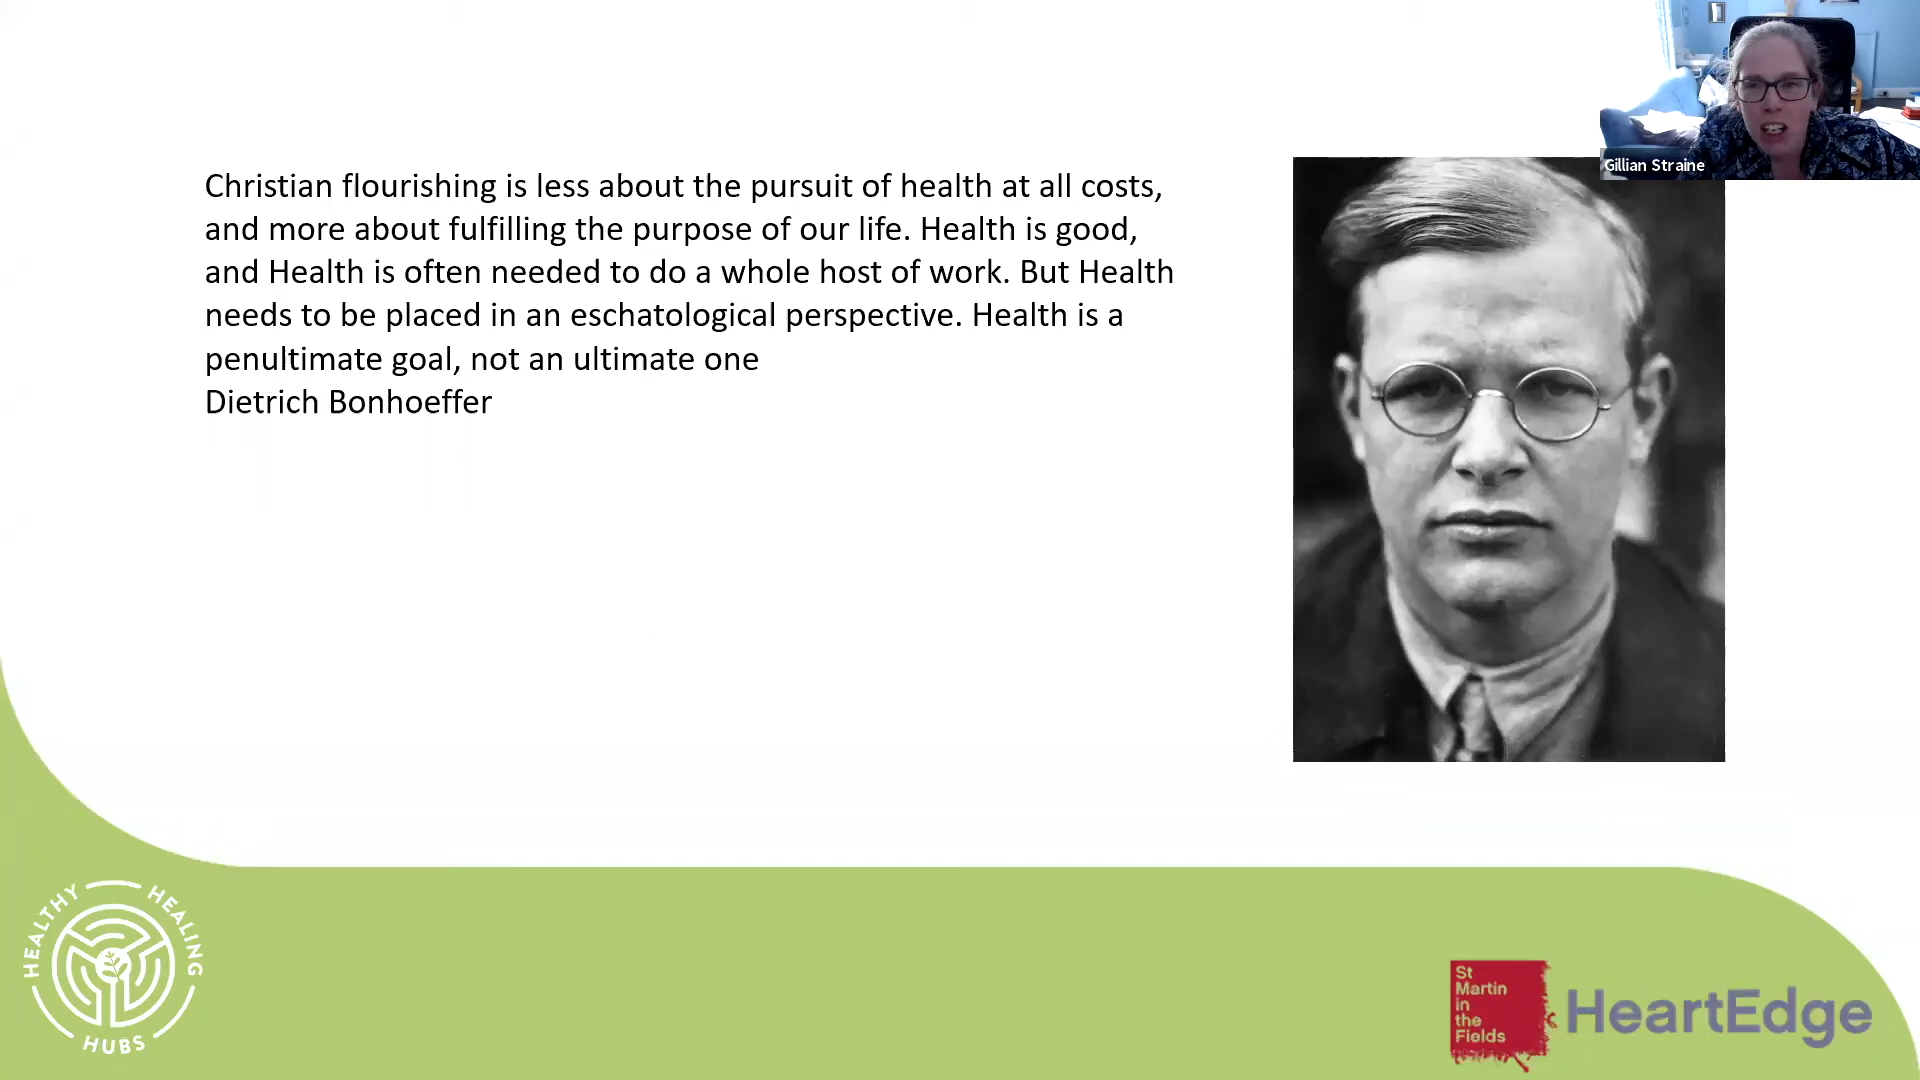 Gillian Straine
Christian flourishing is less about the pursuit of health at all costs,
and more about fulfilling the purpose of our life. Health is good,
and Health is often needed to do a whole host of work. But Health
needs to be placed in an eschatological perspective. Health is a
penultimate goal, not an ultimate one
Dietrich Bonhoeffer
HEALTHY HEALING
HUBS
St
Martin
in
the
Fields
HeartEdge